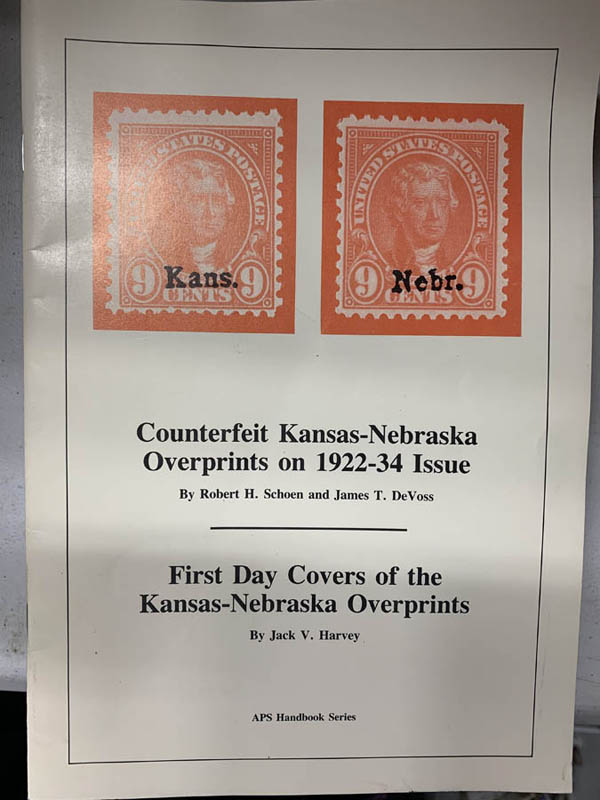 UNITED STATES POSTAGE
Kans.
9 CENTS 9
UNITED STATES POSTAGE
Nebr.
9 CENTS 9
Counterfeit Kansas-Nebraska
Overprints on 1922-34 Issue
By Robert H. Schoen and James T. DeVoss
First Day Covers of the
Kansas-Nebraska Overprints
By Jack V. Harvey
APS Handbook Series